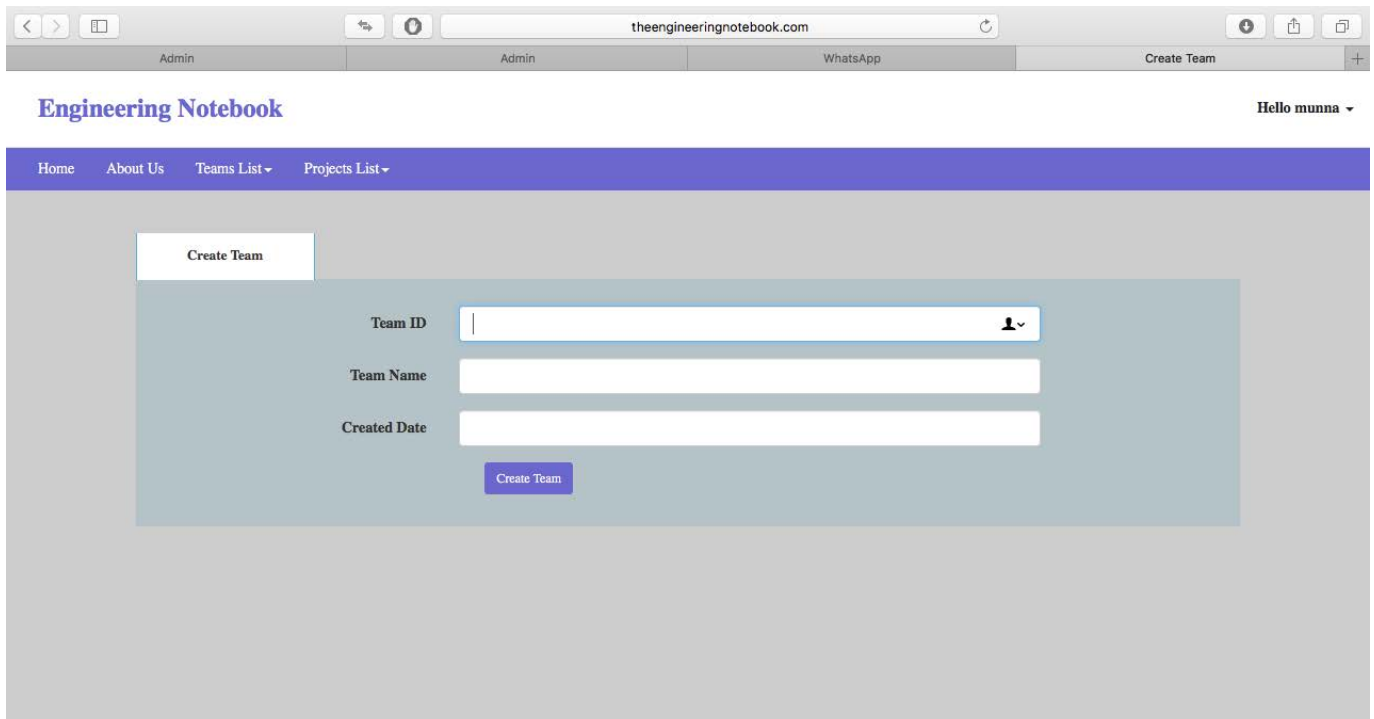 theengineeringnotebook.com
Admin
Admin
WhatsApp
Create Team
Engineering Notebook
Hello munna
Home
About Us
Teams List
Projects List
Create Team
Team ID
Team Name
Created Date
Create Team